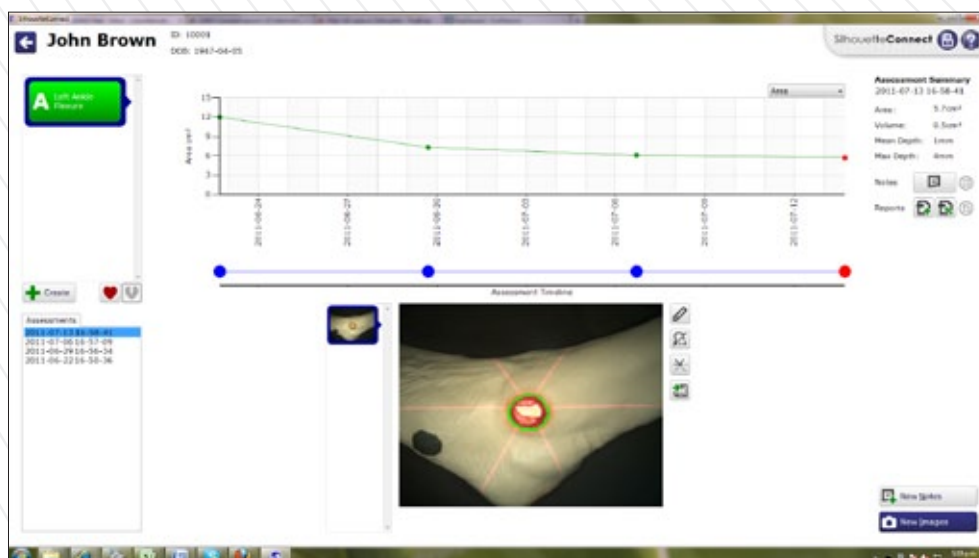 SilhouetteConnect
John Brown
ID: 10004
DOB: 1947-04-05
SilhouetteConnect
A Left Ankle
Flexure
Area
Area cm²
15
12
9
6
3
0
2011-06-24
2011-06-27
2011-06-30
2011-07-03
2011-07-06
2011-07-09
2011-07-12
Assessment Timeline
Assessment Summary
2011-07-13 16-58-41
Area: 5.7cm²
Volume: 0.5cm³
Mean Depth: 1mm
Max Depth: 4mm
Notes
Reports
Create
Assessments
2011-07-13 16-58-41
2011-07-06 16-57-09
2011-06-29 16-56-34
2011-06-22 16-50-36
New Notes
New Images